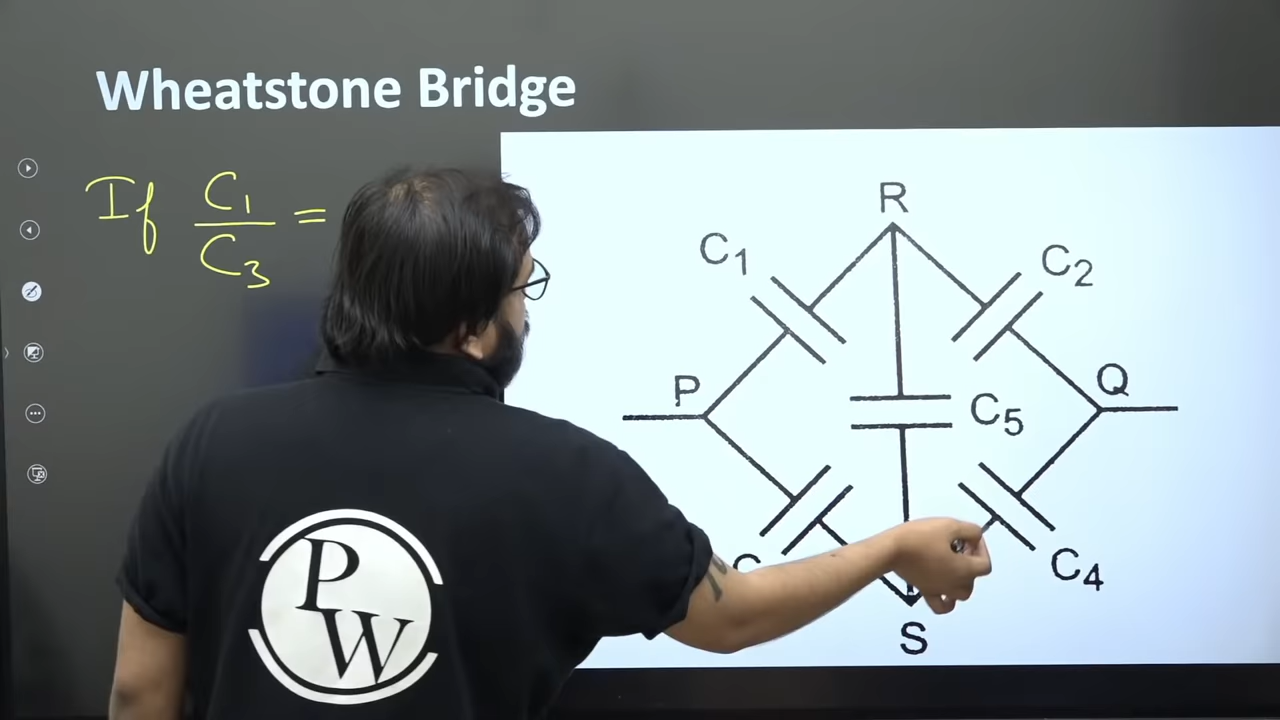 Wheatstone Bridge
If C₁/C₃ =
R
C₁
C₂
P
Q
C₅
C
C₄
S
PW